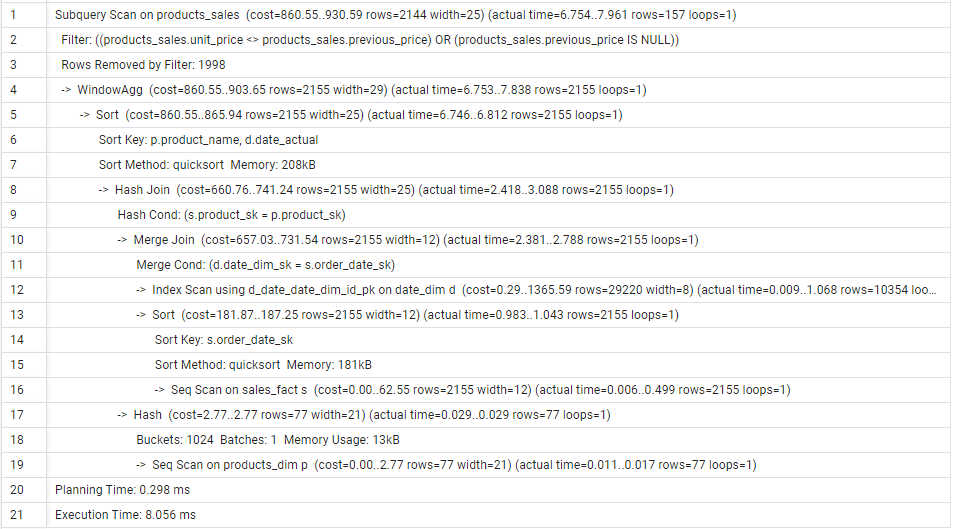 1 Subquery Scan on products_sales (cost=860.55..930.59 rows=2144 width=25) (actual time=6.754..7.961 rows=157 loops=1)
2 Filter: ((products_sales.unit_price <> products_sales.previous_price) OR (products_sales.previous_price IS NULL))
3 Rows Removed by Filter: 1998
4 -> WindowAgg (cost=860.55..903.65 rows=2155 width=29) (actual time=6.753..7.838 rows=2155 loops=1)
5 -> Sort (cost=860.55..865.94 rows=2155 width=25) (actual time=6.746..6.812 rows=2155 loops=1)
6 Sort Key: p.product_name, d.date_actual
7 Sort Method: quicksort Memory: 208kB
8 -> Hash Join (cost=660.76..741.24 rows=2155 width=25) (actual time=2.418..3.088 rows=2155 loops=1)
9 Hash Cond: (s.product_sk = p.product_sk)
10 -> Merge Join (cost=657.03..731.54 rows=2155 width=12) (actual time=2.381..2.788 rows=2155 loops=1)
11 Merge Cond: (d.date_dim_sk = s.order_date_sk)
12 -> Index Scan using d_date_date_dim_id_pk on date_dim d (cost=0.29..1365.59 rows=29220 width=8) (actual time=0.009..1.068 rows=10354 loo...
13 -> Sort (cost=181.87..187.25 rows=2155 width=12) (actual time=0.983..1.043 rows=2155 loops=1)
14 Sort Key: s.order_date_sk
15 Sort Method: quicksort Memory: 181kB
16 -> Seq Scan on sales_fact s (cost=0.00..62.55 rows=2155 width=12) (actual time=0.006..0.499 rows=2155 loops=1)
17 -> Hash (cost=2.77..2.77 rows=77 width=21) (actual time=0.029..0.029 rows=77 loops=1)
18 Buckets: 1024 Batches: 1 Memory Usage: 13kB
19 -> Seq Scan on products_dim p (cost=0.00..2.77 rows=77 width=21) (actual time=0.011..0.017 rows=77 loops=1)
20 Planning Time: 0.298 ms
21 Execution Time: 8.056 ms